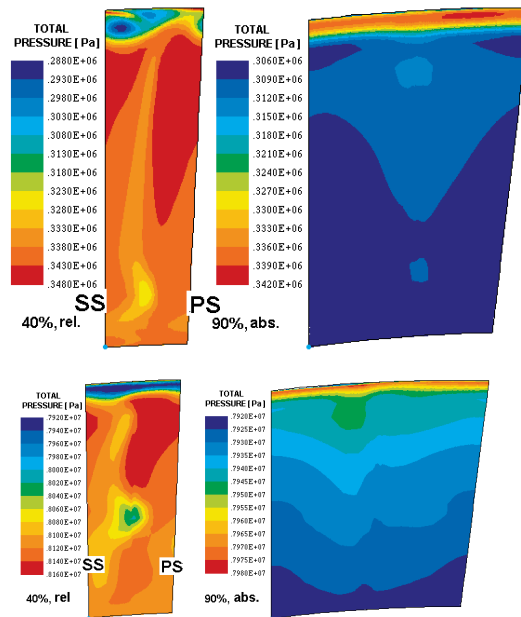 TOTAL
PRESSURE [ Pa]
.2880E+06
.2930E+06
.2980E+06
.3030E+06
.3080E+06
.3130E+06
.3180E+06
.3230E+06
.3280E+06
.3330E+06
.3380E+06
.3430E+06
.3480E+06
SS
PS
40%, rel.
TOTAL
PRESSURE [ Pa]
.3060E+06
.3090E+06
.3120E+06
.3150E+06
.3180E+06
.3210E+06
.3240E+06
.3270E+06
.3300E+06
.3330E+06
.3360E+06
.3390E+06
.3420E+06
90%, abs.
TOTAL
PRESSURE [ Pa]
.7920E+07
.7940E+07
.7960E+07
.7980E+07
.8000E+07
.8020E+07
.8040E+07
.8060E+07
.8080E+07
.8100E+07
.8120E+07
.8140E+07
.8160E+07
SS
PS
40%, rel
TOTAL
PRESSURE [ Pa]
.7920E+07
.7925E+07
.7930E+07
.7935E+07
.7940E+07
.7945E+07
.7950E+07
.7955E+07
.7960E+07
.7965E+07
.7970E+07
.7975E+07
.7980E+07
90%, abs.